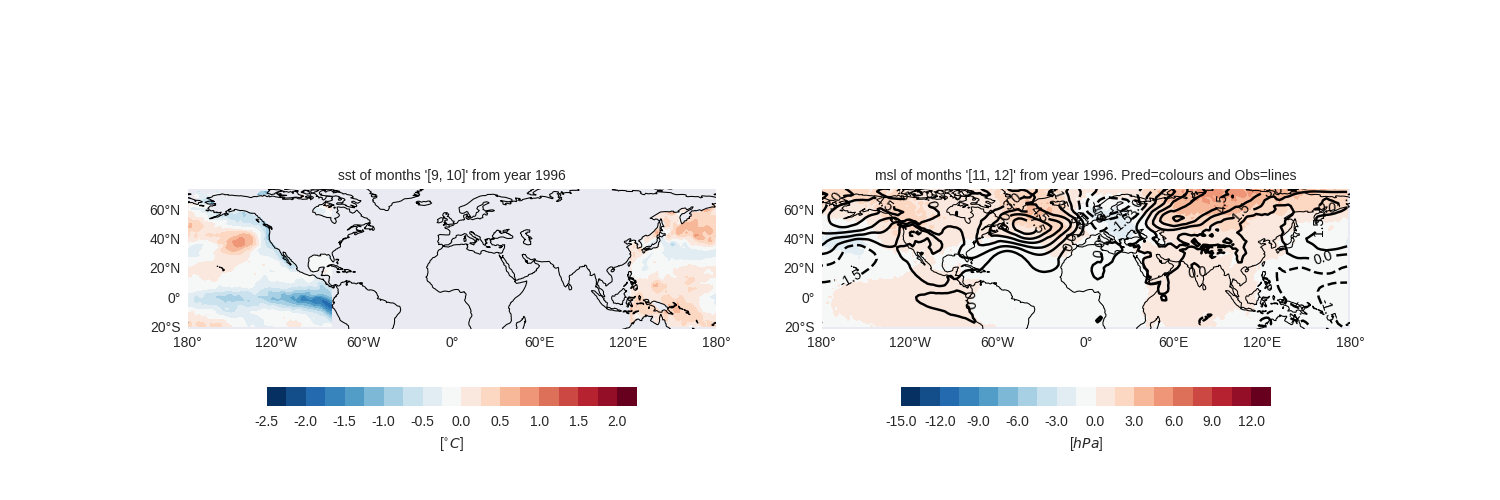 sst of months '[9, 10]' from year 1996
60°N
40°N
20°N
0°
20°S
180° 120°W 60°W 0° 60°E 120°E 180°
-2.5 -2.0 -1.5 -1.0 -0.5 0.0 0.5 1.0 1.5 2.0
[°C]
msl of months '[11, 12]' from year 1996. Pred=colours and Obs=lines
60°N
40°N
20°N
0°
20°S
-1.5
0.0
180° 120°W 60°W 0° 60°E 120°E 180°
-15.0 -12.0 -9.0 -6.0 -3.0 0.0 3.0 6.0 9.0 12.0
[hPa]